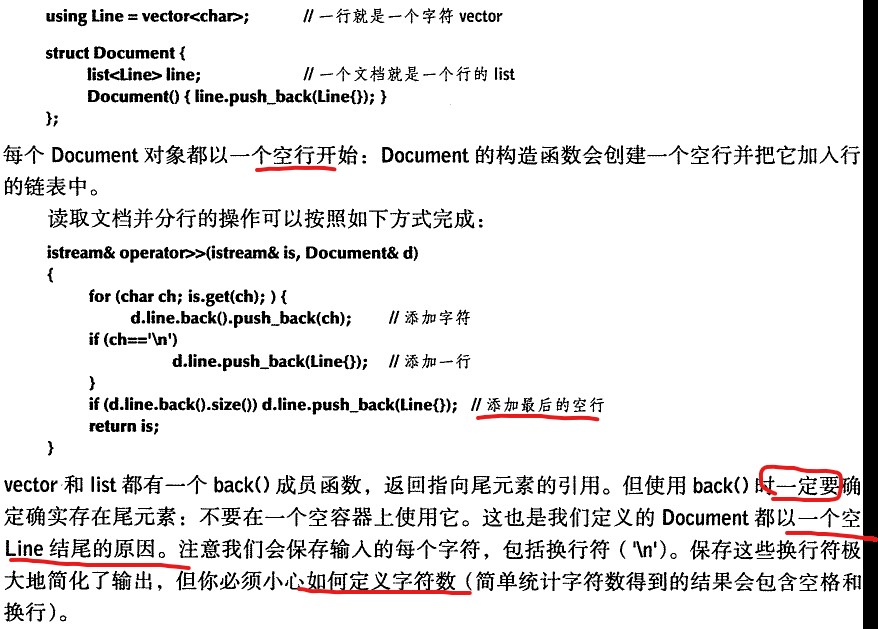 using Line = vector<char>; // 一行就是一个字符 vector
struct Document {
list<Line> line; // 一个文档就是一个行的 list
Document() { line.push_back(Line{}); }
};
每个 Document 对象都以一个空行开始：Document 的构造函数会创建一个空行并把它加入行
的链表中。
读取文档并分行的操作可以按照如下方式完成：
istream& operator>>(istream& is, Document& d)
{
for (char ch; is.get(ch); ) {
d.line.back().push_back(ch); // 添加字符
if (ch=='\n')
d.line.push_back(Line{}); // 添加一行
}
if (d.line.back().size()) d.line.push_back(Line{}); // 添加最后的空行
return is;
}
vector 和 list 都有一个 back() 成员函数，返回指向尾元素的引用。但使用 back() 时一定要确
定确实存在尾元素：不要在一个空容器上使用它。这也是我们定义的 Document 都以一个空
Line 结尾的原因。注意我们会保存输入的每个字符，包括换行符（'\n'）。保存这些换行符极
大地简化了输出，但你必须小心如何定义字符数（简单统计字符数得到的结果会包含空格和
换行）。